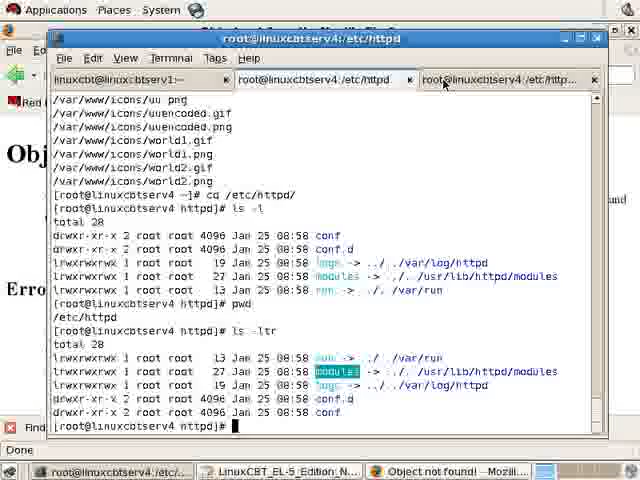 Applications Places System
root@linuxcbtserv4:/etc/httpd
File Edit View Terminal Tabs Help
linuxcbt@linuxcbtserv1:~
root@linuxcbtserv4:/etc/httpd
root@linuxcbtserv4:/etc/http...
/var/www/icons/uu.png
/var/www/icons/uuencoded.gif
/var/www/icons/uuencoded.png
/var/www/icons/world1.gif
/var/www/icons/world1.png
/var/www/icons/world2.gif
/var/www/icons/world2.png
[root@linuxcbtserv4 ~]# cd /etc/httpd/
[root@linuxcbtserv4 httpd]# ls -l
total 28
drwxr-xr-x 2 root root 4096 Jan 25 08:58 conf
drwxr-xr-x 2 root root 4096 Jan 25 08:58 conf.d
lrwxrwxrwx 1 root root 19 Jan 25 08:58 logs -> ../../var/log/httpd
lrwxrwxrwx 1 root root 27 Jan 25 08:58 modules -> ../../usr/lib/httpd/modules
lrwxrwxrwx 1 root root 13 Jan 25 08:58 run -> ../../var/run
[root@linuxcbtserv4 httpd]# pwd
/etc/httpd
[root@linuxcbtserv4 httpd]# ls -ltr
total 28
lrwxrwxrwx 1 root root 13 Jan 25 08:58 run -> ../../var/run
lrwxrwxrwx 1 root root 27 Jan 25 08:58 modules -> ../../usr/lib/httpd/modules
lrwxrwxrwx 1 root root 19 Jan 25 08:58 logs -> ../../var/log/httpd
drwxr-xr-x 2 root root 4096 Jan 25 08:58 conf.d
drwxr-xr-x 2 root root 4096 Jan 25 08:58 conf
[root@linuxcbtserv4 httpd]#
File
Red
Obj
Erro
Find
Done
root@linuxcbtserv4:/etc/...
LinuxCBT_EL-5_Edition_N...
Object not found! - Mozill...